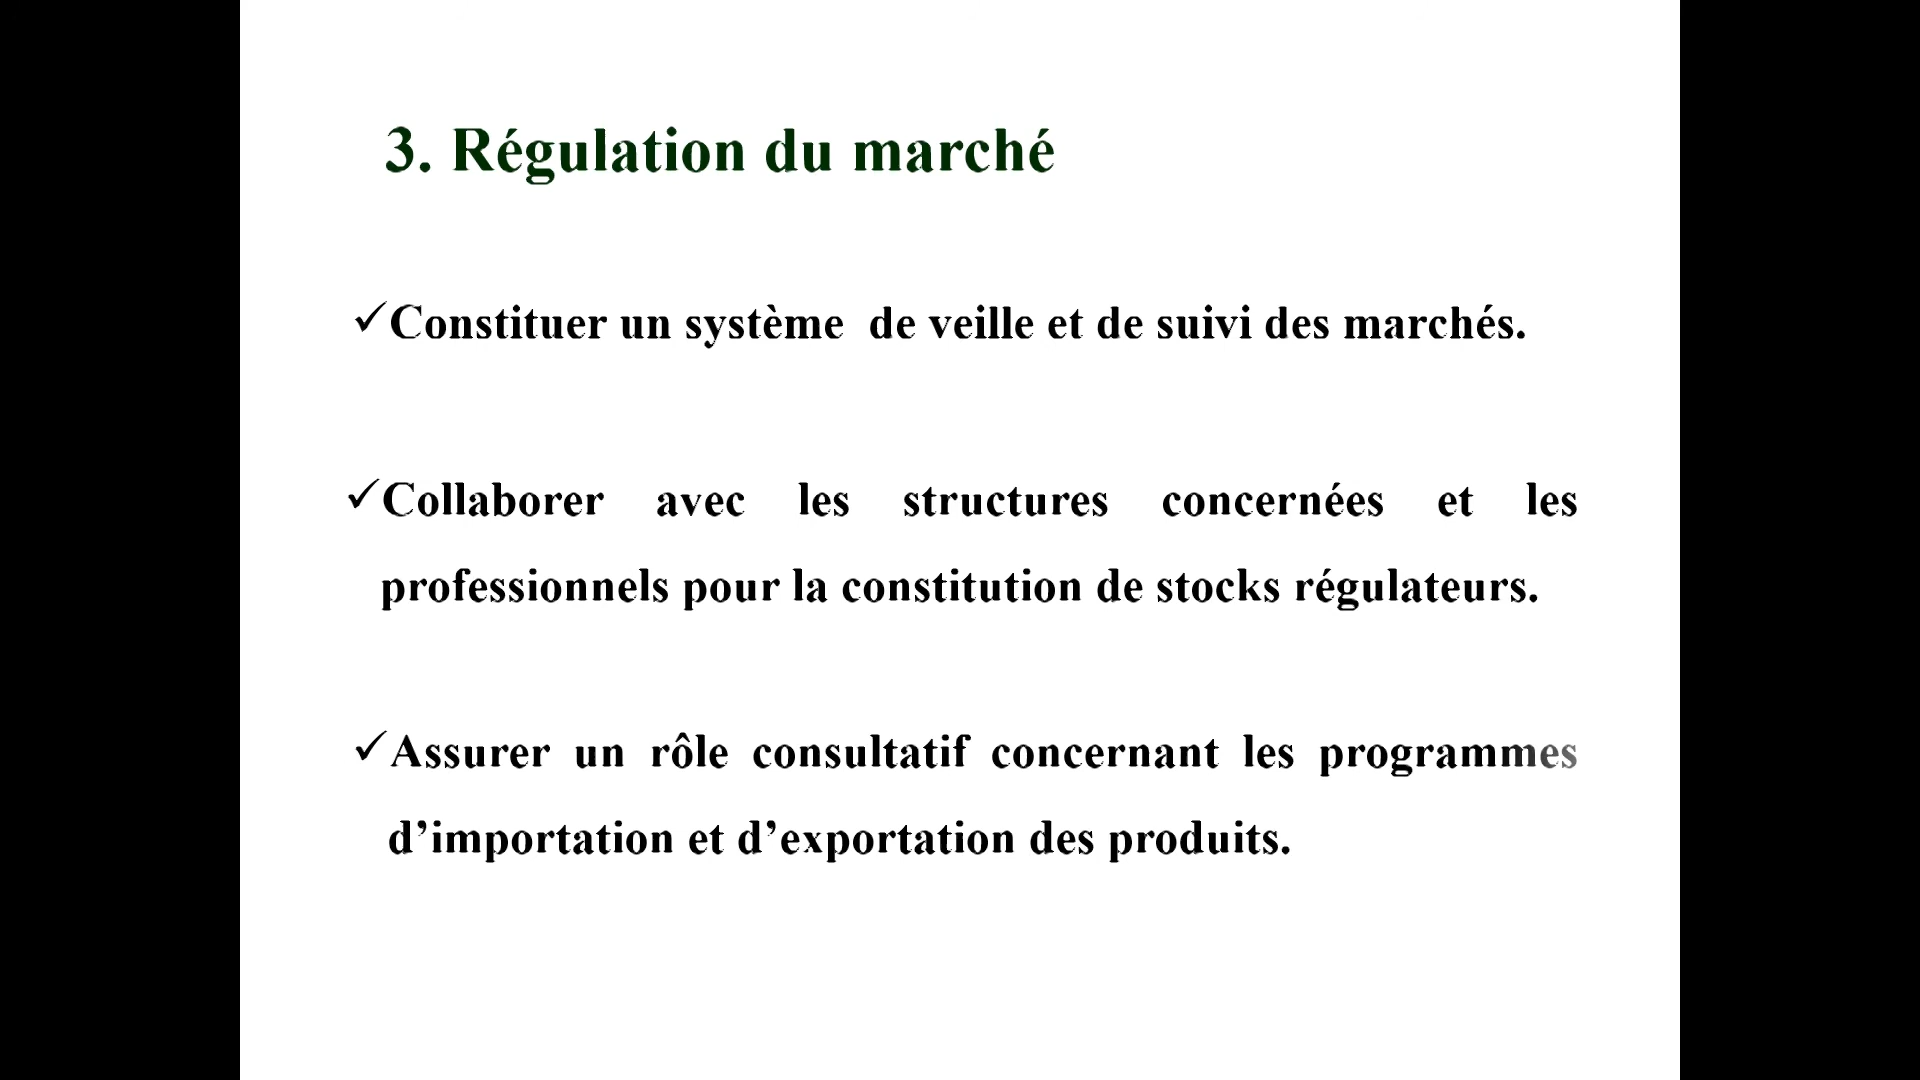 3. Régulation du marché
✓Constituer un système de veille et de suivi des marchés.
✓Collaborer avec les structures concernées et les
professionnels pour la constitution de stocks régulateurs.
✓Assurer un rôle consultatif concernant les programmes
d’importation et d’exportation des produits.